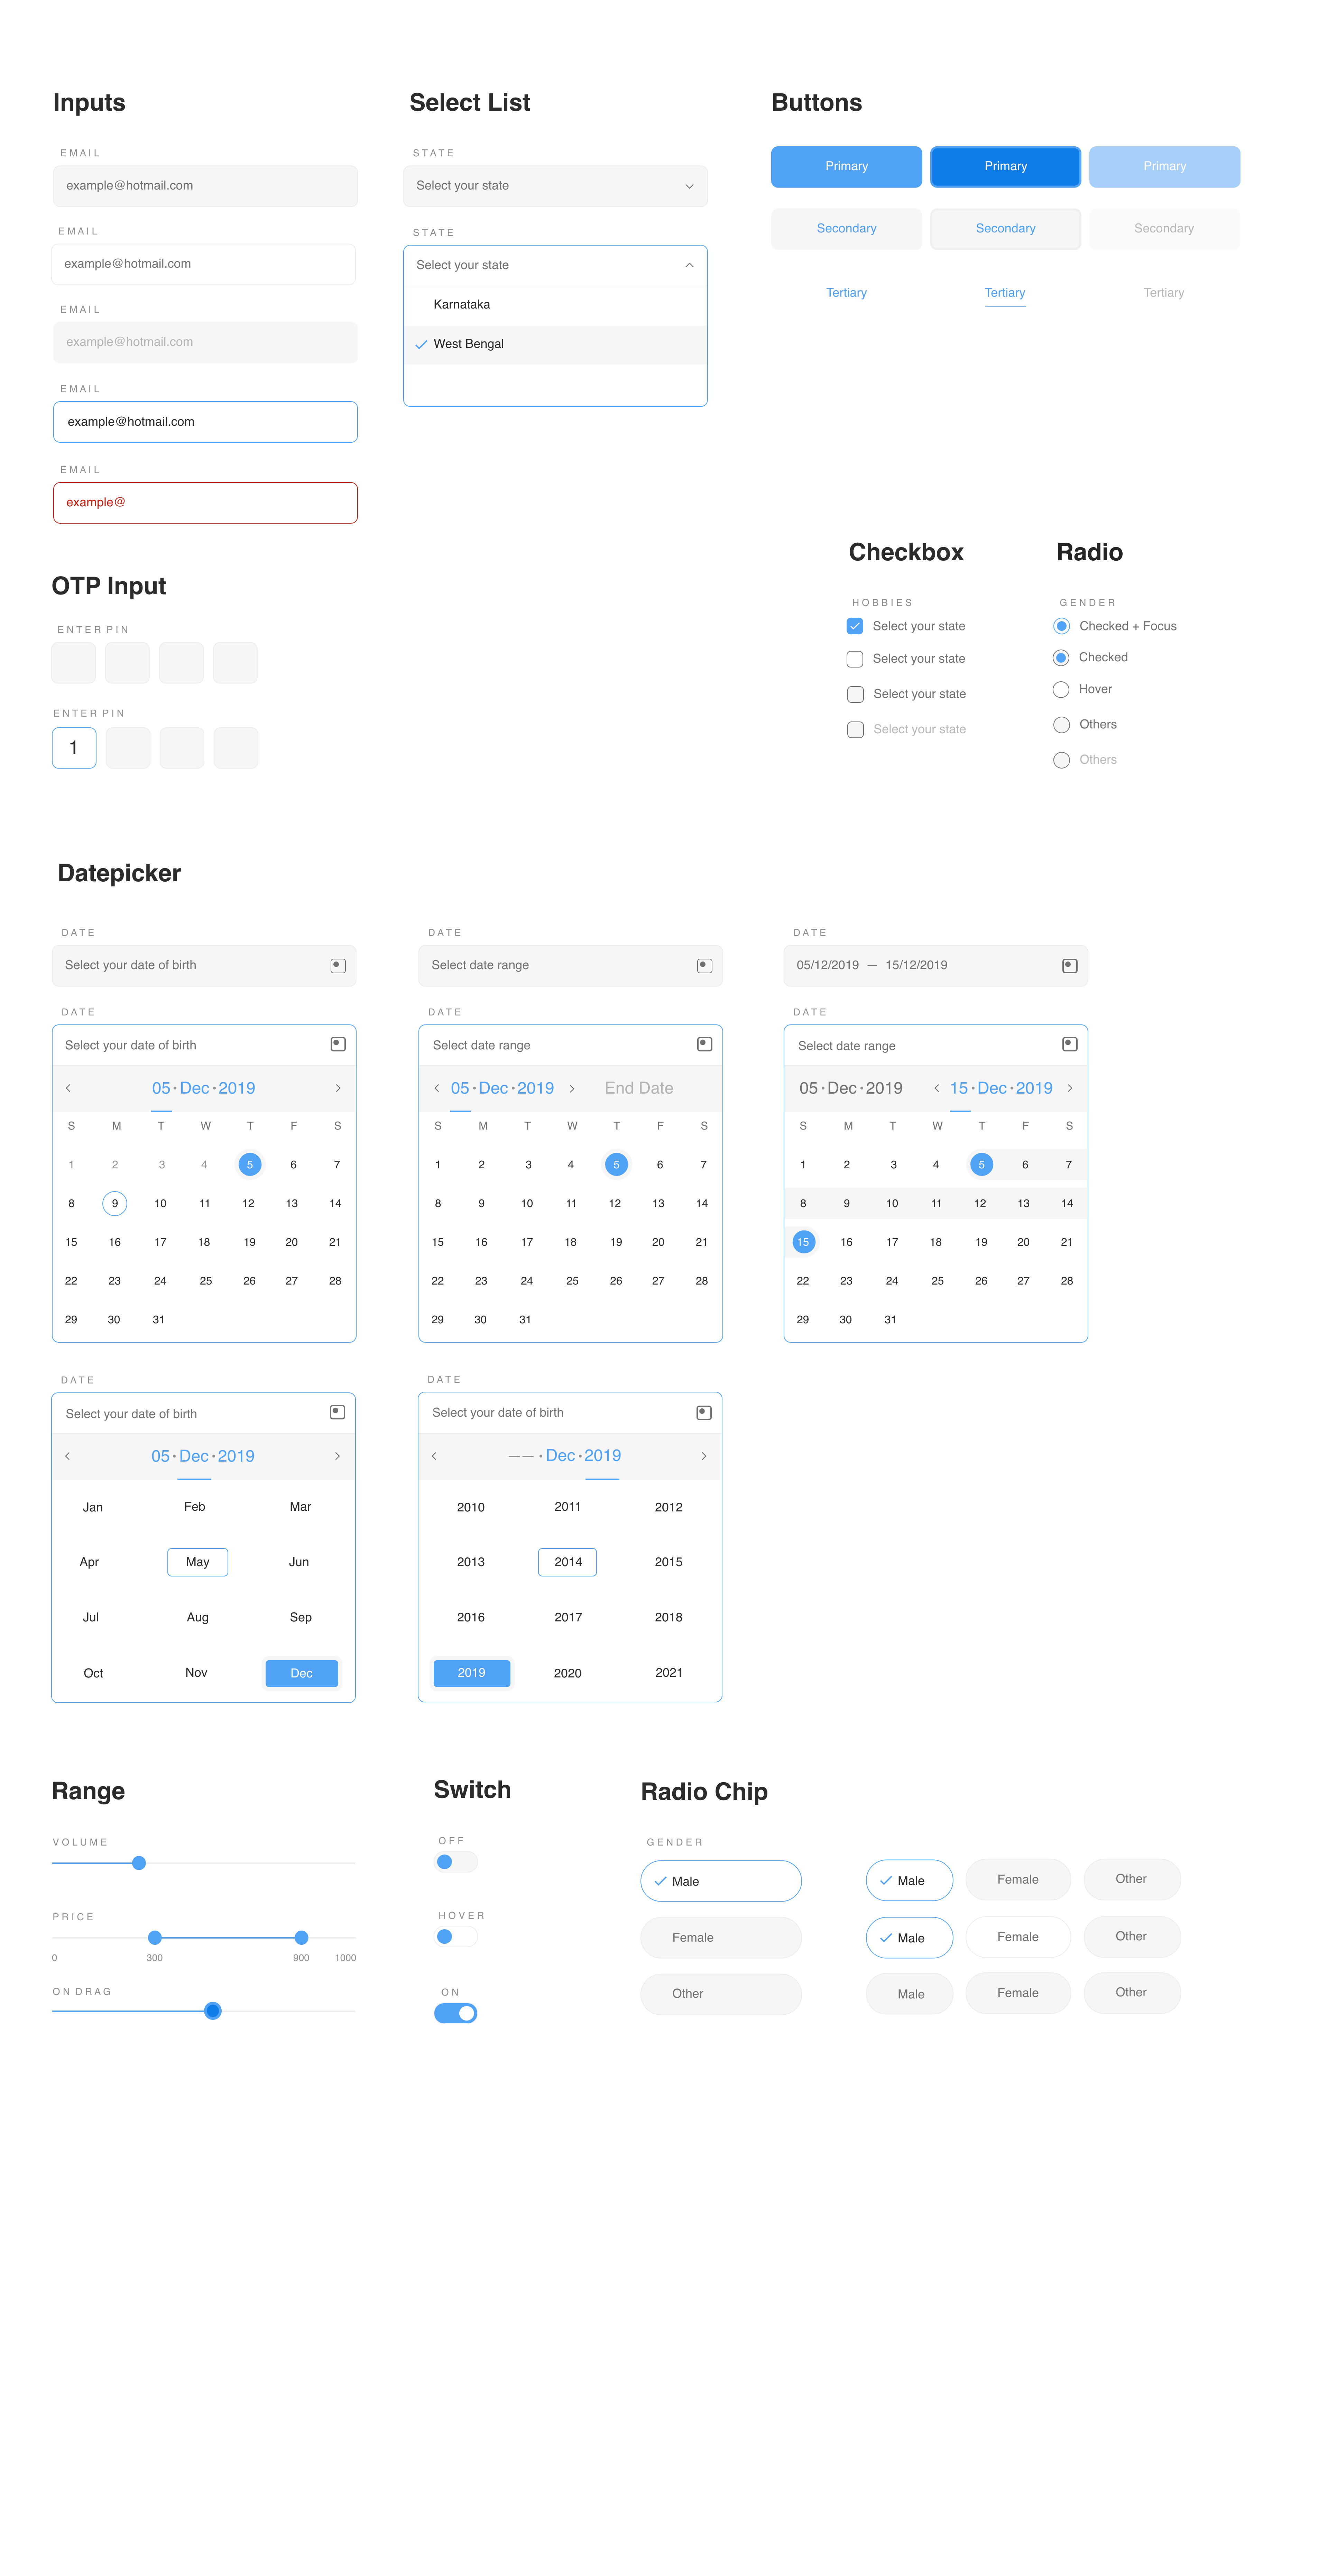 Inputs
EMAIL
example@hotmail.com
EMAIL
example@hotmail.com
EMAIL
example@hotmail.com
EMAIL
example@hotmail.com
EMAIL
example@
Select List
STATE
Select your state
STATE
Select your state
Karnataka
West Bengal
Buttons
Primary Primary Primary
Secondary Secondary Secondary
Tertiary Tertiary Tertiary
OTP Input
ENTER PIN
ENTER PIN
1
Checkbox
HOBBIES
Select your state
Select your state
Select your state
Select your state
Radio
GENDER
Checked + Focus
Checked
Hover
Others
Others
Datepicker
DATE
Select your date of birth
DATE
Select your date of birth
05 · Dec · 2019
S M T W T F S
1 2 3 4 5 6 7
8 9 10 11 12 13 14
15 16 17 18 19 20 21
22 23 24 25 26 27 28
29 30 31
DATE
Select date range
DATE
Select date range
05 · Dec · 2019 End Date
S M T W T F S
1 2 3 4 5 6 7
8 9 10 11 12 13 14
15 16 17 18 19 20 21
22 23 24 25 26 27 28
29 30 31
DATE
05/12/2019 — 15/12/2019
DATE
Select date range
05 · Dec · 2019 15 · Dec · 2019
S M T W T F S
1 2 3 4 5 6 7
8 9 10 11 12 13 14
15 16 17 18 19 20 21
22 23 24 25 26 27 28
29 30 31
DATE
Select your date of birth
05 · Dec · 2019
Jan Feb Mar
Apr May Jun
Jul Aug Sep
Oct Nov Dec
DATE
Select your date of birth
—— · Dec · 2019
2010 2011 2012
2013 2014 2015
2016 2017 2018
2019 2020 2021
Range
VOLUME
PRICE
0 300 900 1000
ON DRAG
Switch
OFF
HOVER
ON
Radio Chip
GENDER
Male
Female
Other
Male Female Other
Male Female Other
Male Female Other